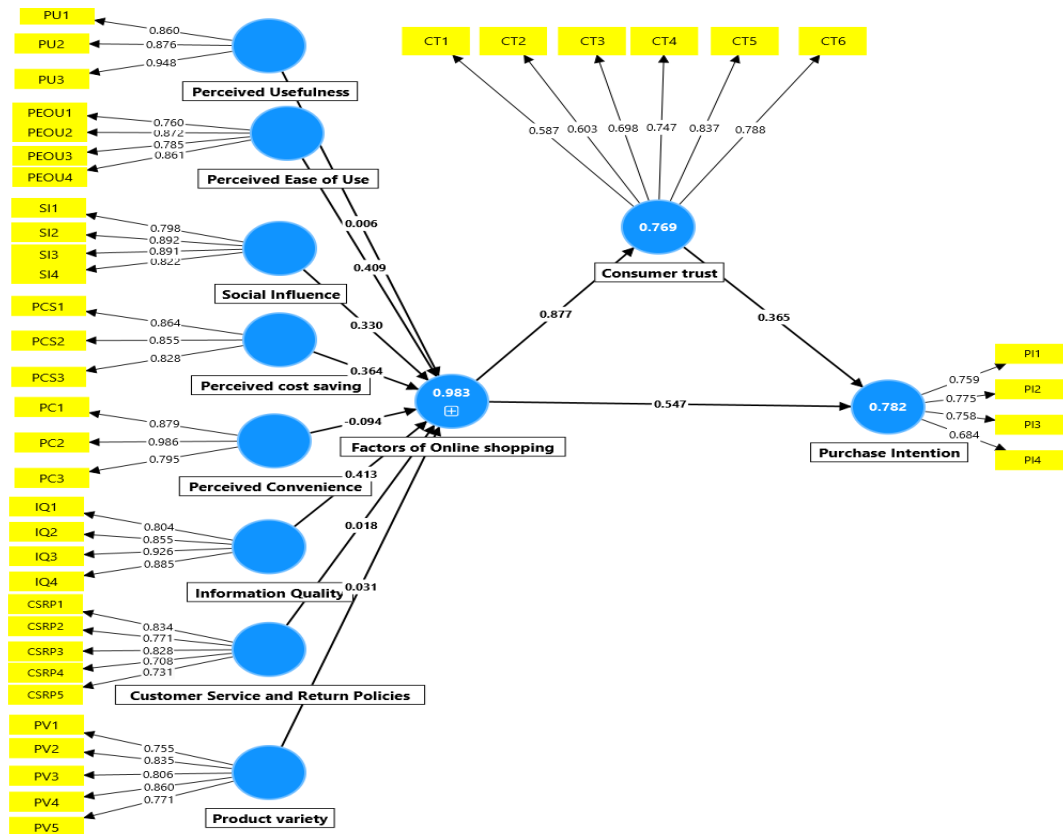 PU1
PU2
PU3
0.860
0.876
0.948
Perceived Usefulness
PEOU1
PEOU2
PEOU3
PEOU4
0.760
0.872
0.785
0.861
Perceived Ease of Use
SI1
SI2
SI3
SI4
0.798
0.892
0.891
0.822
Social Influence
PCS1
PCS2
PCS3
0.864
0.855
0.828
Perceived cost saving
PC1
PC2
PC3
0.879
0.986
0.795
Perceived Convenience
IQ1
IQ2
IQ3
IQ4
0.804
0.855
0.926
0.885
Information Quality
CSRP1
CSRP2
CSRP3
CSRP4
CSRP5
0.834
0.771
0.828
0.708
0.731
Customer Service and Return Policies
PV1
PV2
PV3
PV4
PV5
0.755
0.835
0.806
0.860
0.771
Product variety
0.006
0.409
0.330
0.364
-0.094
0.413
0.018
0.031
0.983
Factors of Online shopping
CT1
CT2
CT3
CT4
CT5
CT6
0.587
0.603
0.698
0.747
0.837
0.788
0.769
Consumer trust
0.877
0.365
0.547
0.782
Purchase Intention
0.759
0.775
0.758
0.684
PI1
PI2
PI3
PI4